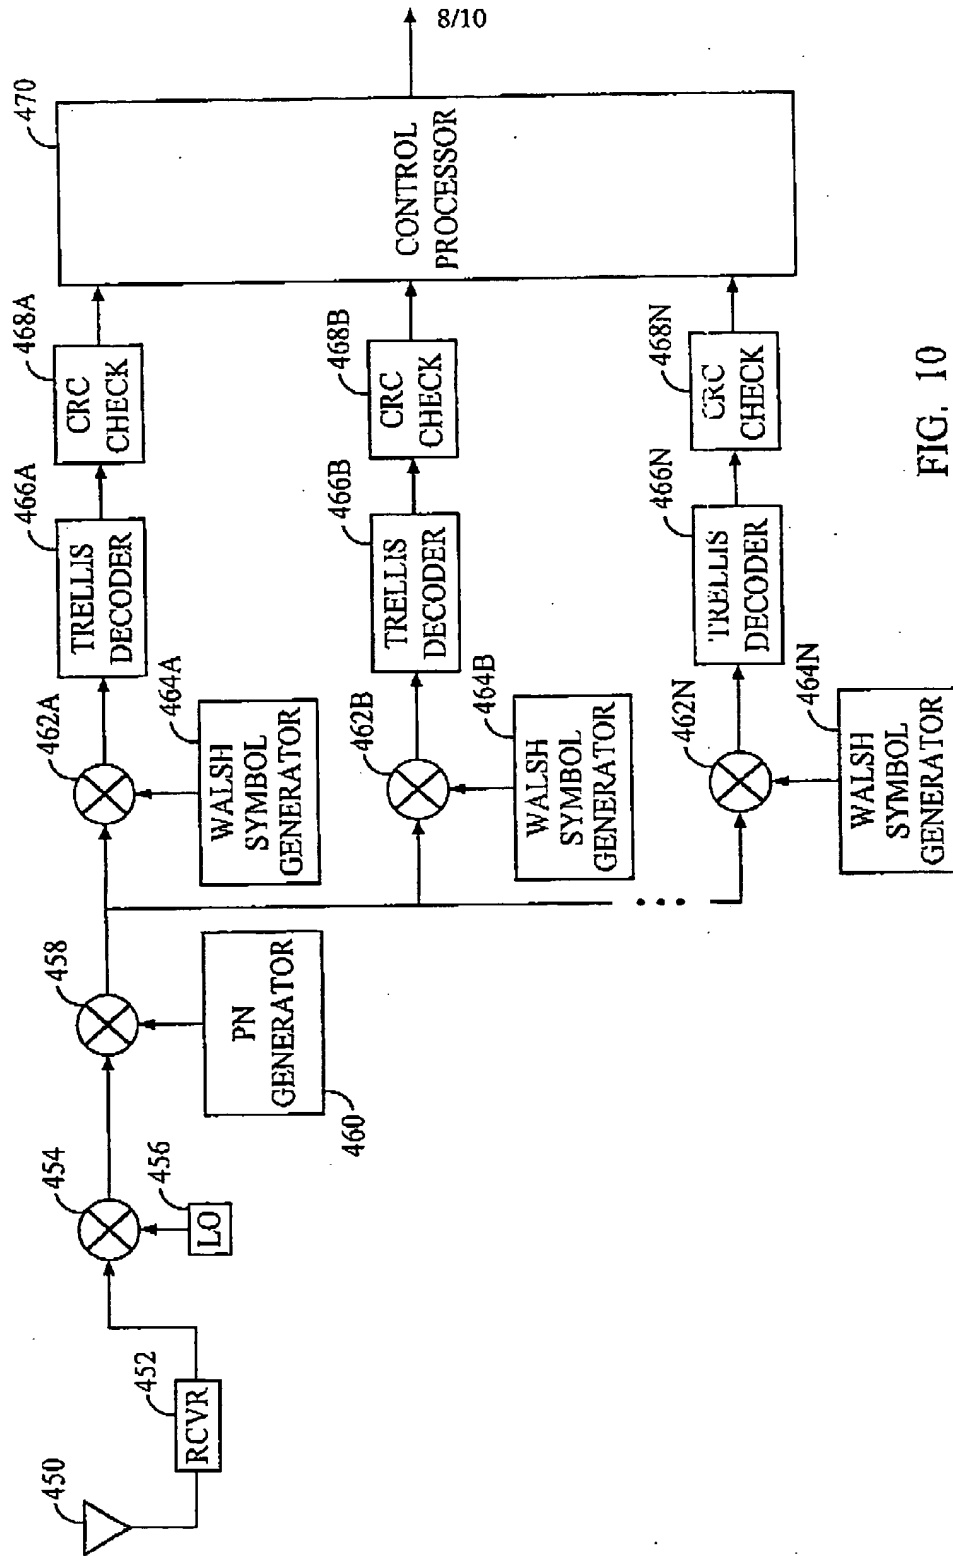 450
452
RCVR
454
456
LO
458
PN
GENERATOR
460
462A
464A
WALSH
SYMBOL
GENERATOR
466A
TRELLIS
DECODER
468A
CRC
CHECK
462B
464B
WALSH
SYMBOL
GENERATOR
466B
TRELLIS
DECODER
468B
CRC
CHECK
• • •
462N
464N
WALSH
SYMBOL
GENERATOR
466N
TRELLIS
DECODER
468N
CRC
CHECK
470
CONTROL
PROCESSOR
8/10
FIG. 10